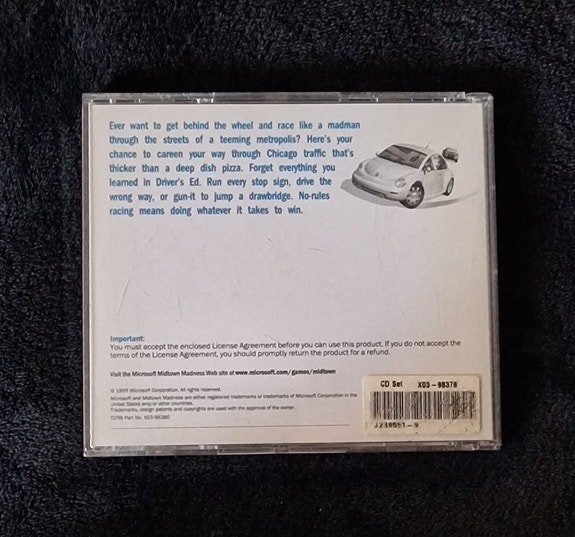 Ever want to get behind the wheel and race like a madman
through the streets of a teeming metropolis? Here's your
chance to careen your way through Chicago traffic that's
thicker than a deep dish pizza. Forget everything you
learned in Driver's Ed. Run every stop sign, drive the
wrong way, or gun-it to jump a drawbridge. No-rules
racing means doing whatever it takes to win.
Important:
You must accept the enclosed License Agreement before you can use this product. If you do not accept the
terms of the License Agreement, you should promptly return the product for a refund.
Visit the Microsoft Midtown Madness Web site at www.microsoft.com/games/midtown
© 1999 Microsoft Corporation. All rights reserved.
Microsoft and Midtown Madness are either registered trademarks or trademarks of Microsoft Corporation in the
United States and/or other countries.
Trademarks, design patents and copyrights are used with the approval of the owner.
0299 Part No. X03-98380
CD Set X03-98378